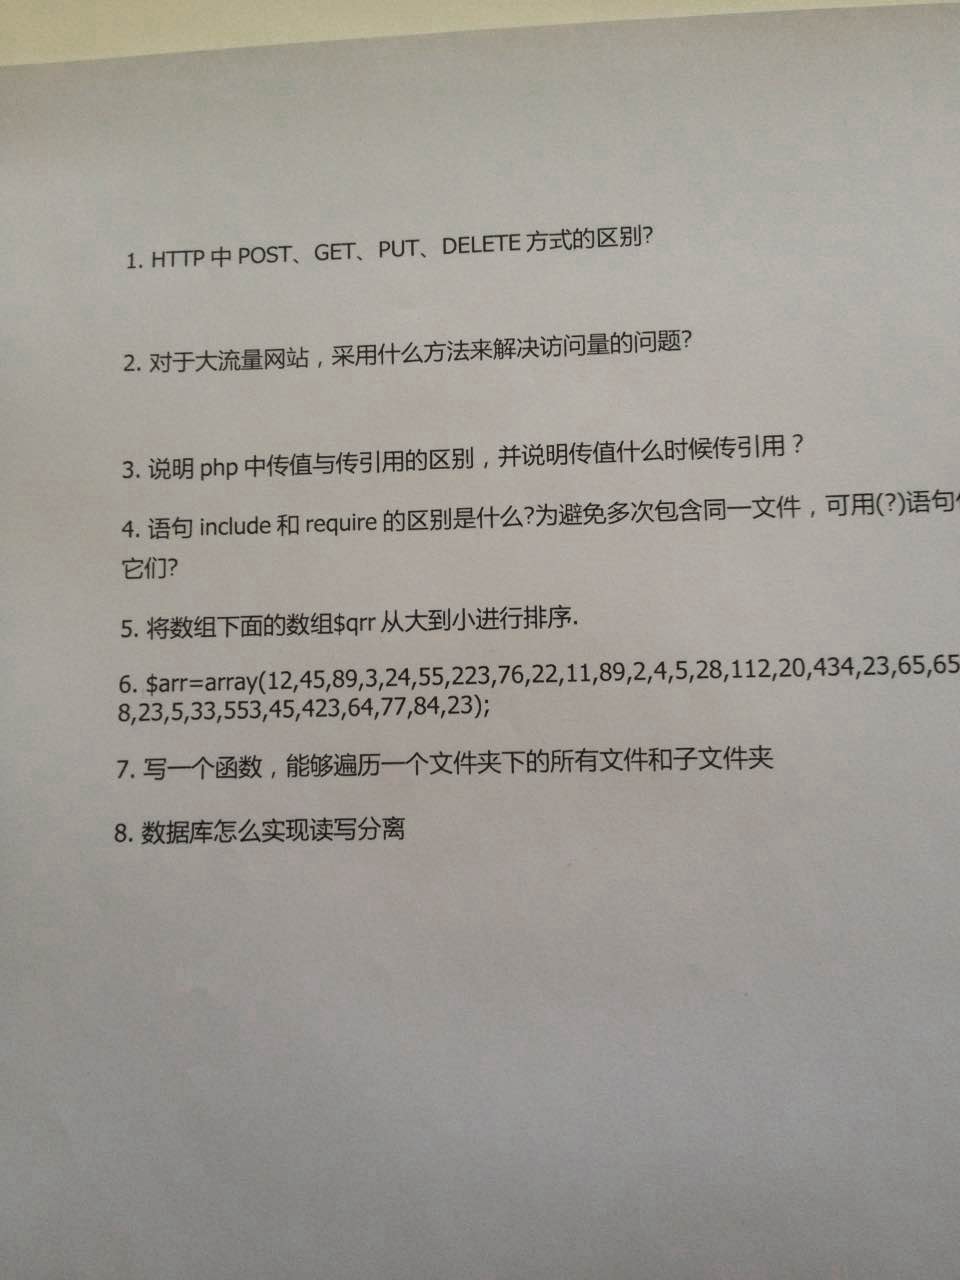 1. HTTP 中 POST、GET、PUT、DELETE 方式的区别?
2. 对于大流量网站，采用什么方法来解决访问量的问题?
3. 说明 php 中传值与传引用的区别，并说明传值什么时候传引用？
4. 语句 include 和 require 的区别是什么?为避免多次包含同一文件，可用(?)语句
它们?
5. 将数组下面的数组$qrr 从大到小进行排序.
6. $arr=array(12,45,89,3,24,55,223,76,22,11,89,2,4,5,28,112,20,434,23,65,65
8,23,5,33,553,45,423,64,77,84,23);
7. 写一个函数，能够遍历一个文件夹下的所有文件和子文件夹
8. 数据库怎么实现读写分离